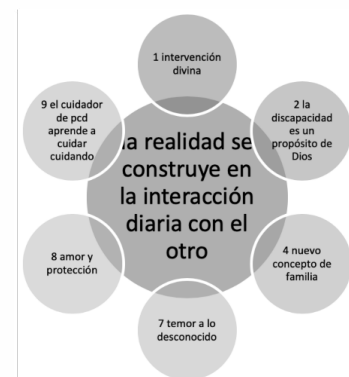 1 intervención
divina
2 la
discapacidad
es un
propósito de
Dios
4 nuevo
concepto de
familia
7 temor a lo
desconocido
8 amor y
protección
9 el cuidador
de pcd
aprende a
cuidar
cuidando
la realidad se
construye en
la interacción
diaria con el
otro